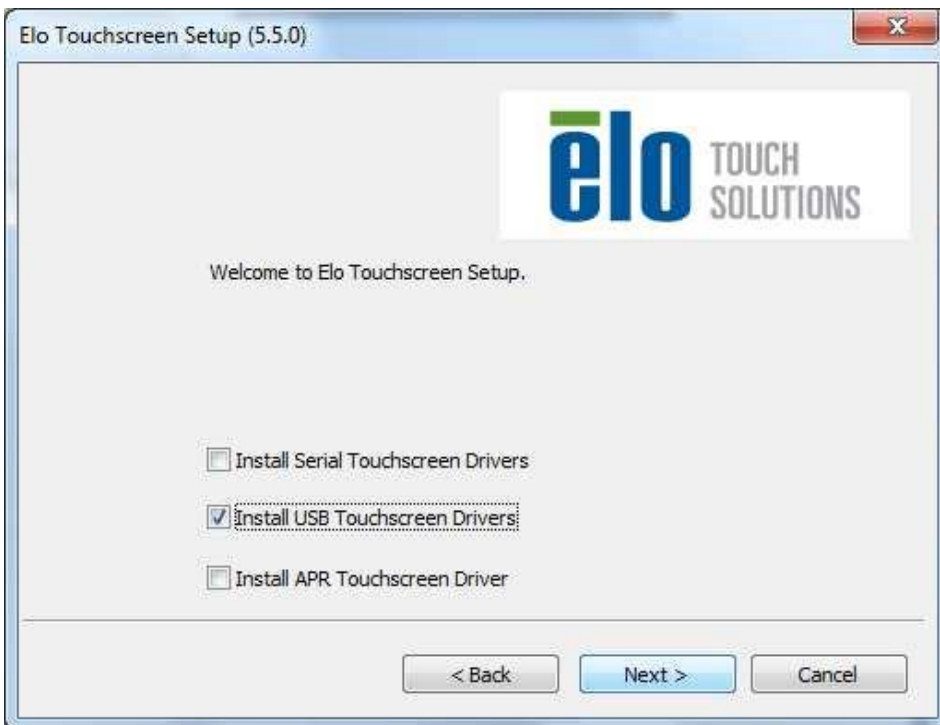 Elo Touchscreen Setup (5.5.0)
elo TOUCH
SOLUTIONS
Welcome to Elo Touchscreen Setup.
Install Serial Touchscreen Drivers
Install USB Touchscreen Drivers
Install APR Touchscreen Driver
< Back Next > Cancel